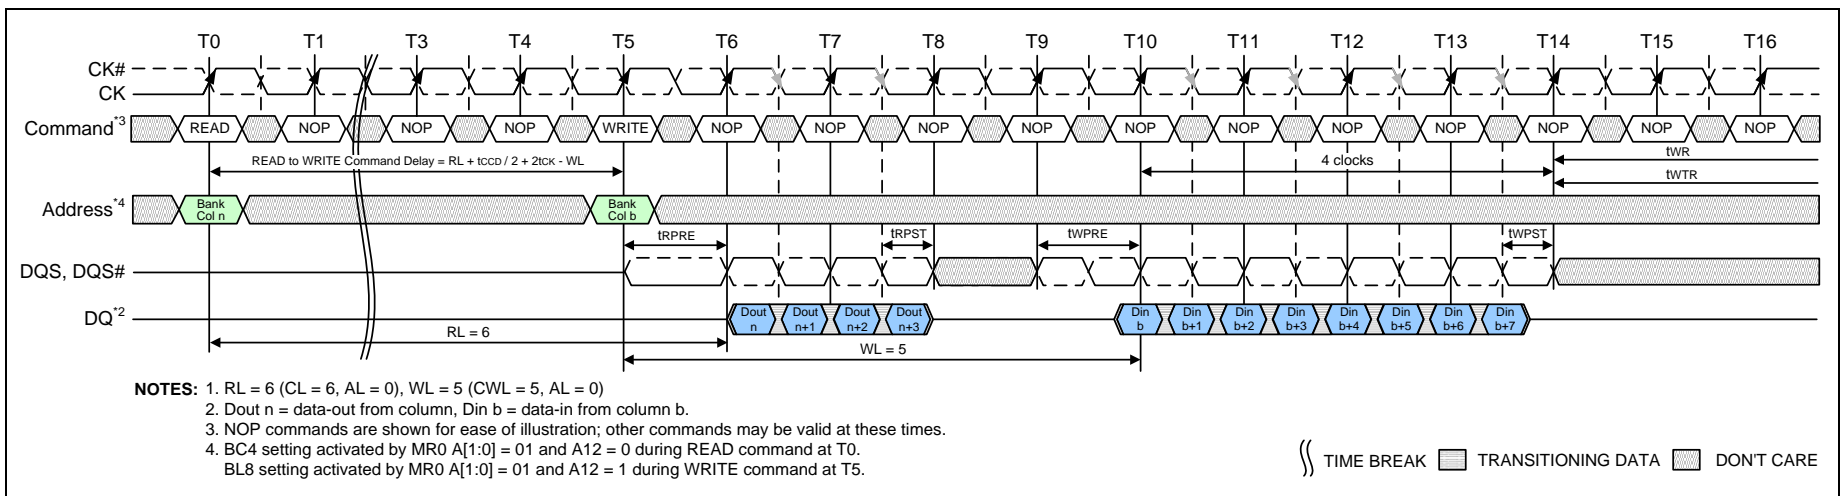 T0 T1 T3 T4 T5 T6 T7 T8 T9 T10 T11 T12 T13 T14 T15 T16
CK#
CK
Command*3 READ NOP NOP NOP WRITE NOP NOP NOP NOP NOP NOP NOP NOP NOP NOP NOP
READ to WRITE Command Delay = RL + tCCD / 2 + 2tCK - WL 4 clocks tWR
tWTR
Address*4 Bank Col n Bank Col b
tRPRE tRPST tWPRE tWPST
DQS, DQS#
DQ*2 Dout n Dout n+1 Dout n+2 Dout n+3 Din b Din b+1 Din b+2 Din b+3 Din b+4 Din b+5 Din b+6 Din b+7
RL = 6
WL = 5
NOTES: 1. RL = 6 (CL = 6, AL = 0), WL = 5 (CWL = 5, AL = 0)
2. Dout n = data-out from column, Din b = data-in from column b.
3. NOP commands are shown for ease of illustration; other commands may be valid at these times.
4. BC4 setting activated by MR0 A[1:0] = 01 and A12 = 0 during READ command at T0.
BL8 setting activated by MR0 A[1:0] = 01 and A12 = 1 during WRITE command at T5.
TIME BREAK TRANSITIONING DATA DON'T CARE